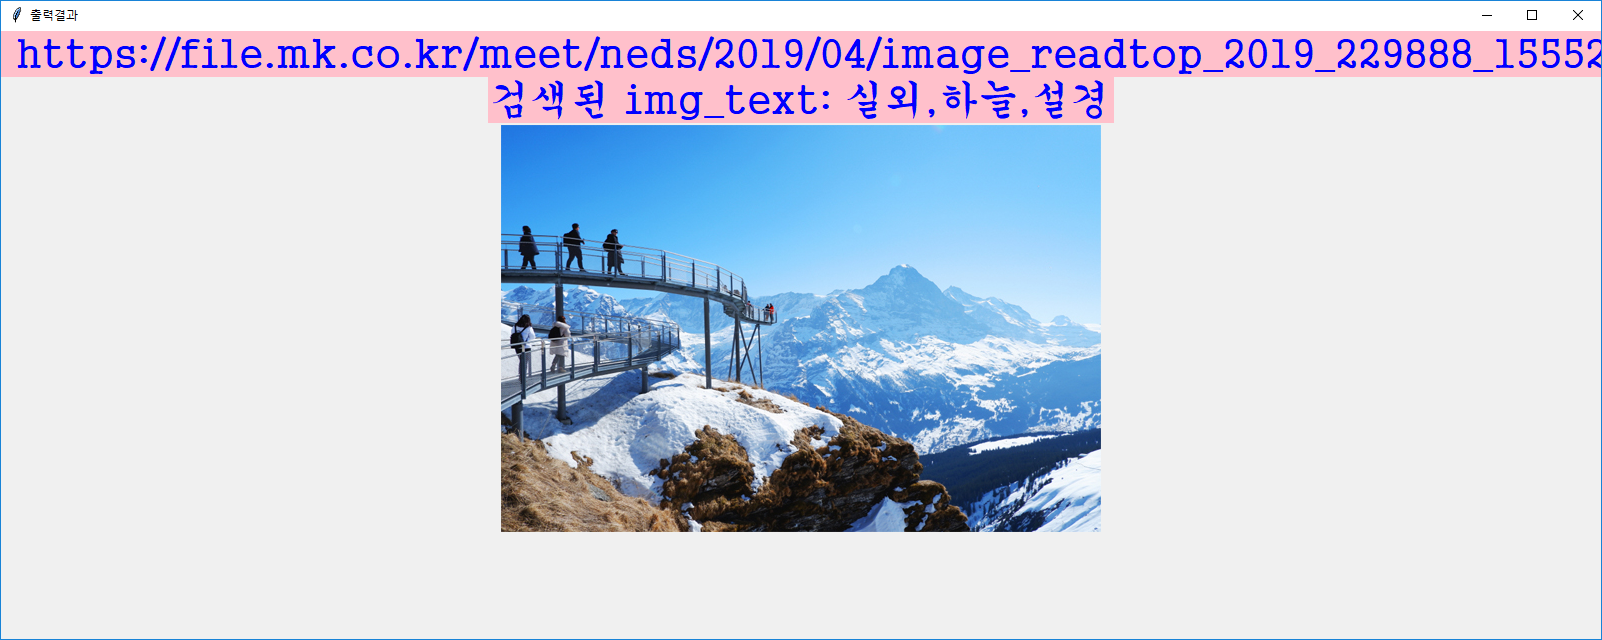 출력결과
https://file.mk.co.kr/meet/neds/2019/04/image_readtop_2019_229888_15552
검색된 img_text: 실외,하늘,설경